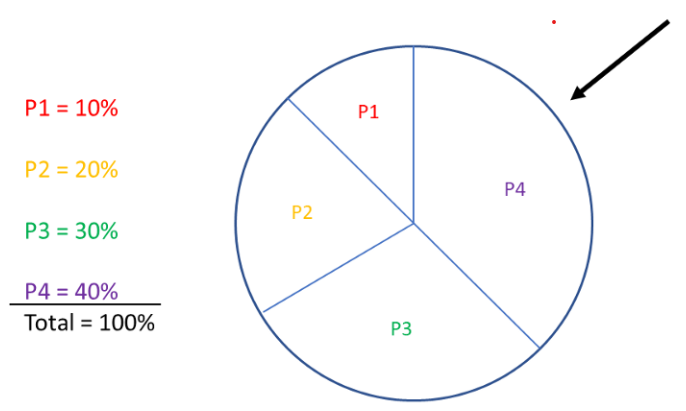 P1 = 10%
P2 = 20%
P3 = 30%
P4 = 40%
Total = 100%
P1
P4
P2
P3